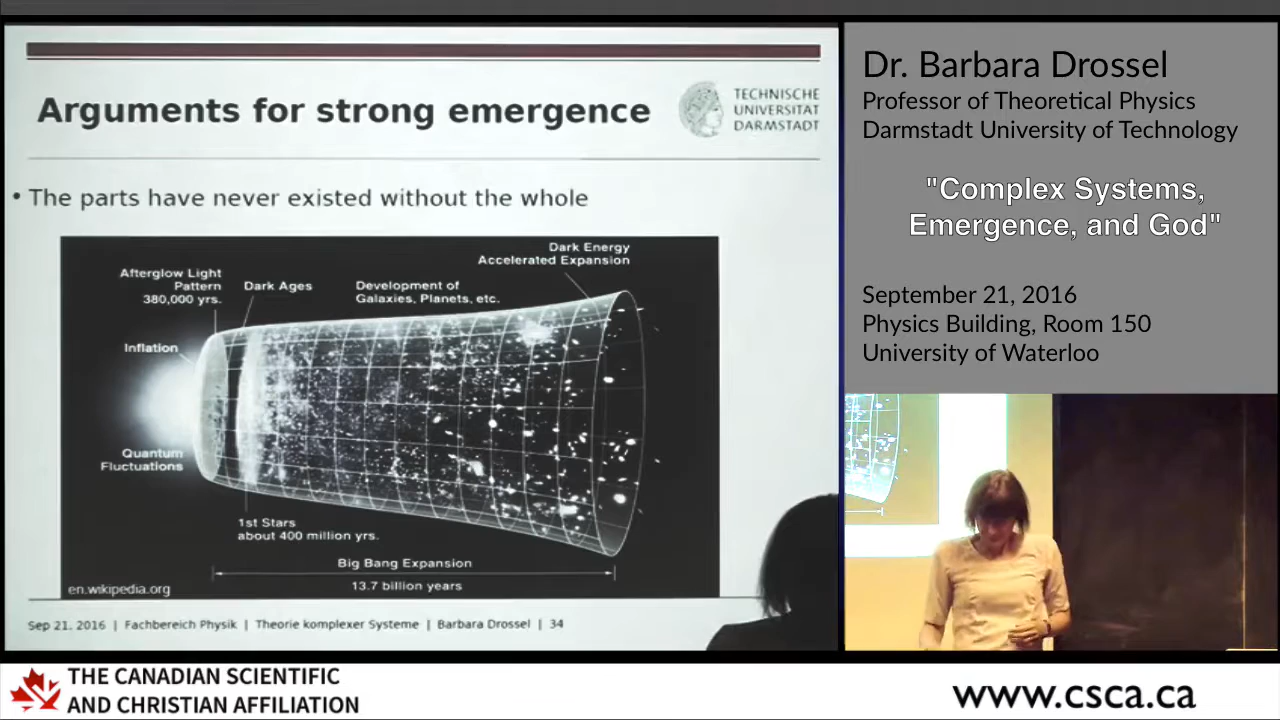 Arguments for strong emergence
TECHNISCHE
UNIVERSITÄT
DARMSTADT
• The parts have never existed without the whole
Dark Energy
Accelerated Expansion
Afterglow Light
Pattern
380,000 yrs.
Dark Ages
Development of
Galaxies, Planets, etc.
Inflation
Quantum
Fluctuations
1st Stars
about 400 million yrs.
Big Bang Expansion
13.7 billion years
en.wikipedia.org
Sep 21. 2016 | Fachbereich Physik | Theorie komplexer Systeme | Barbara Drossel | 34
Dr. Barbara Drossel
Professor of Theoretical Physics
Darmstadt University of Technology
"Complex Systems,
Emergence, and God"
September 21, 2016
Physics Building, Room 150
University of Waterloo
THE CANADIAN SCIENTIFIC
AND CHRISTIAN AFFILIATION
www.csca.ca